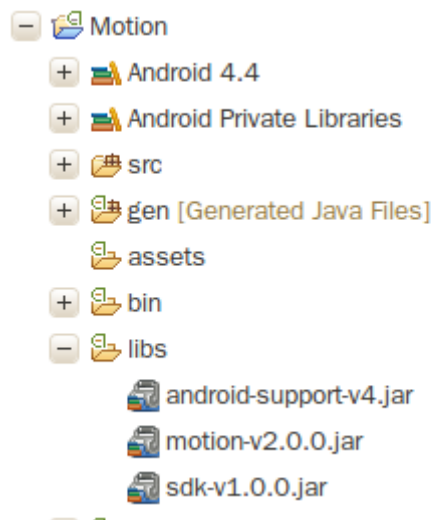 Motion
Android 4.4
Android Private Libraries
src
gen [Generated Java Files]
assets
bin
libs
android-support-v4.jar
motion-v2.0.0.jar
sdk-v1.0.0.jar